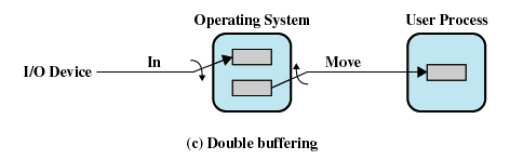 Operating System
User Process
I/O Device
In
Move
(c) Double buffering